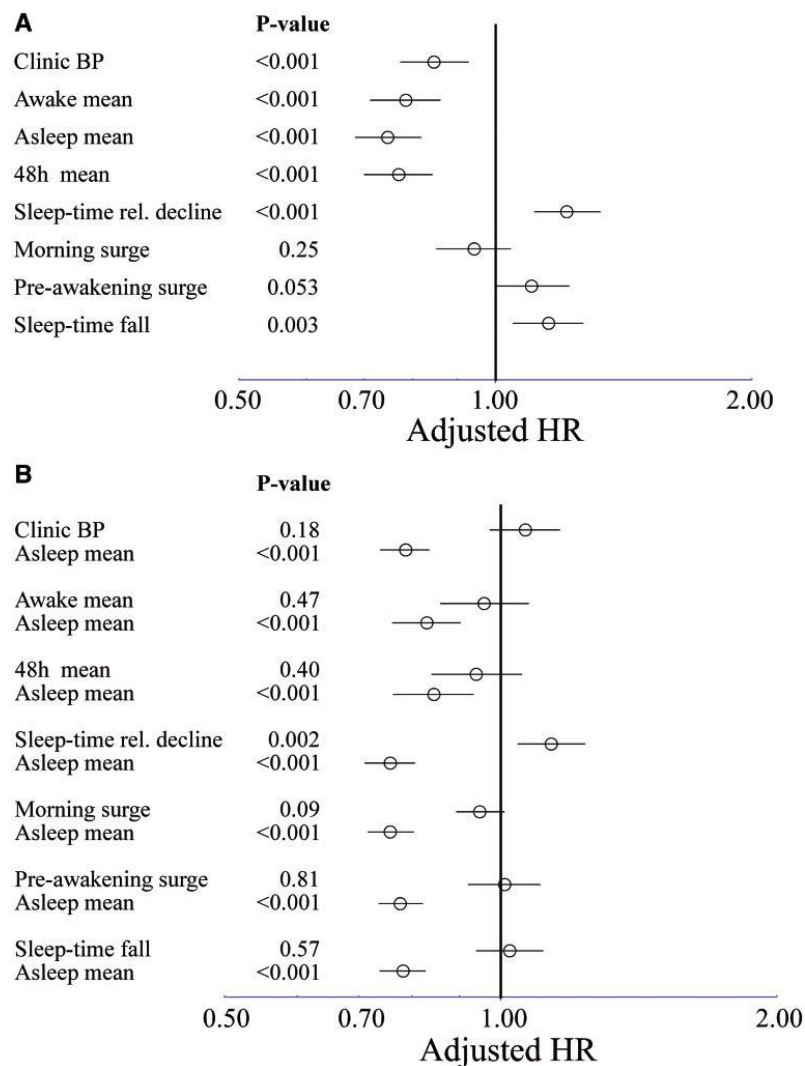 A
P-value
Clinic BP <0.001
Awake mean <0.001
Asleep mean <0.001
48h mean <0.001
Sleep-time rel. decline <0.001
Morning surge 0.25
Pre-awakening surge 0.053
Sleep-time fall 0.003
0.50 0.70 1.00 2.00
Adjusted HR
B
P-value
Clinic BP 0.18
Asleep mean <0.001
Awake mean 0.47
Asleep mean <0.001
48h mean 0.40
Asleep mean <0.001
Sleep-time rel. decline 0.002
Asleep mean <0.001
Morning surge 0.09
Asleep mean <0.001
Pre-awakening surge 0.81
Asleep mean <0.001
Sleep-time fall 0.57
Asleep mean <0.001
0.50 0.70 1.00 2.00
Adjusted HR